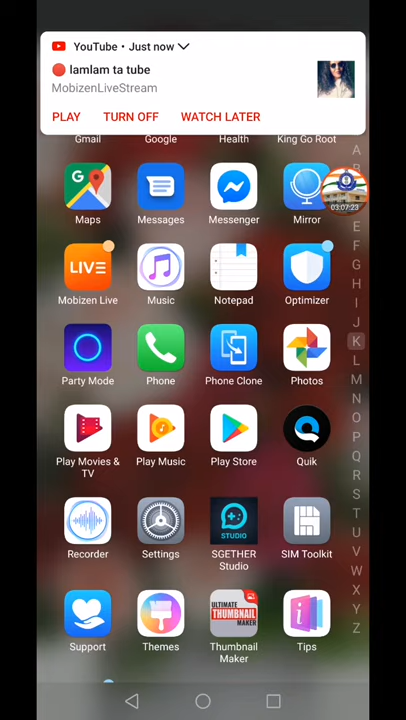 YouTube • Just now
🔴 lamlam ta tube
MobizenLiveStream
PLAY TURN OFF WATCH LATER
Gmail Google Health King Go Root
A
G
Maps Messages Messenger Mirror
03:07:23
E
F
G
LIVE
H
Mobizen Live Music Notepad Optimizer
I
J
K
L
Party Mode Phone Phone Clone Photos
M
N
O
P
Play Movies & TV Play Music Play Store Quik
Q
R
S
STUDIO
T
U
Recorder Settings SGETHER Studio SIM Toolkit
V
W
X
ULTIMATE
THUMBNAIL
MAKER
Y
Z
Support Themes Thumbnail Maker Tips